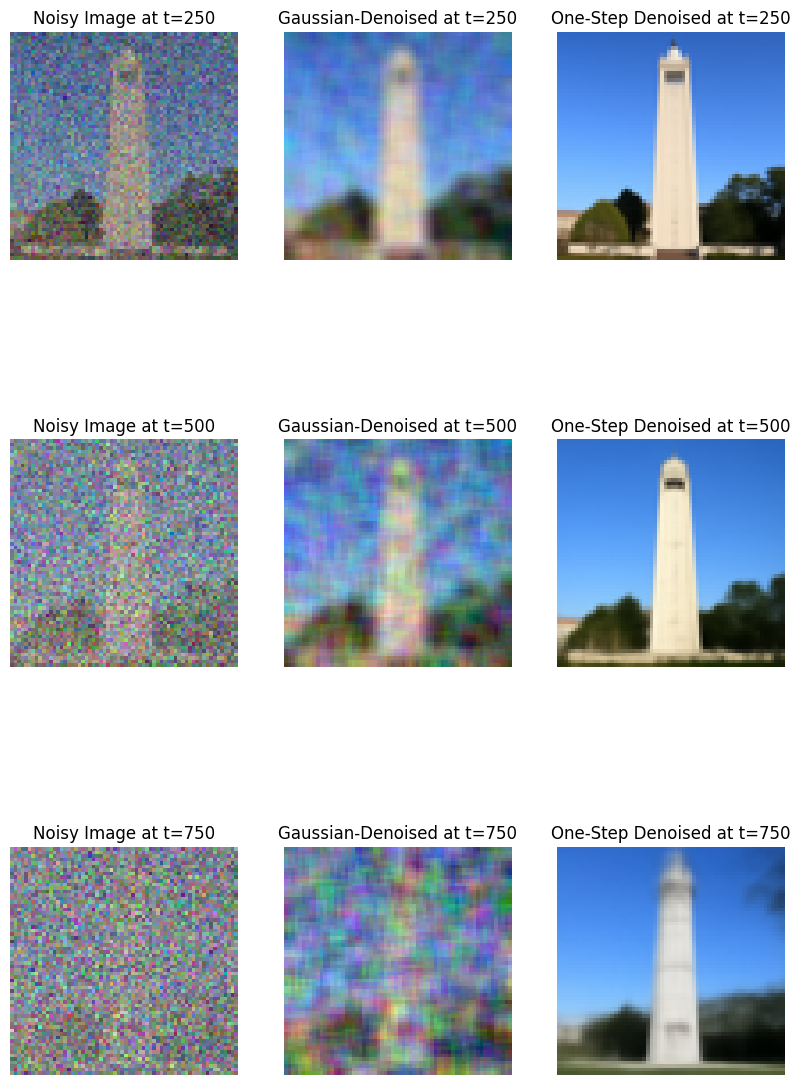 Noisy Image at t=250
Gaussian-Denoised at t=250
One-Step Denoised at t=250
Noisy Image at t=500
Gaussian-Denoised at t=500
One-Step Denoised at t=500
Noisy Image at t=750
Gaussian-Denoised at t=750
One-Step Denoised at t=750